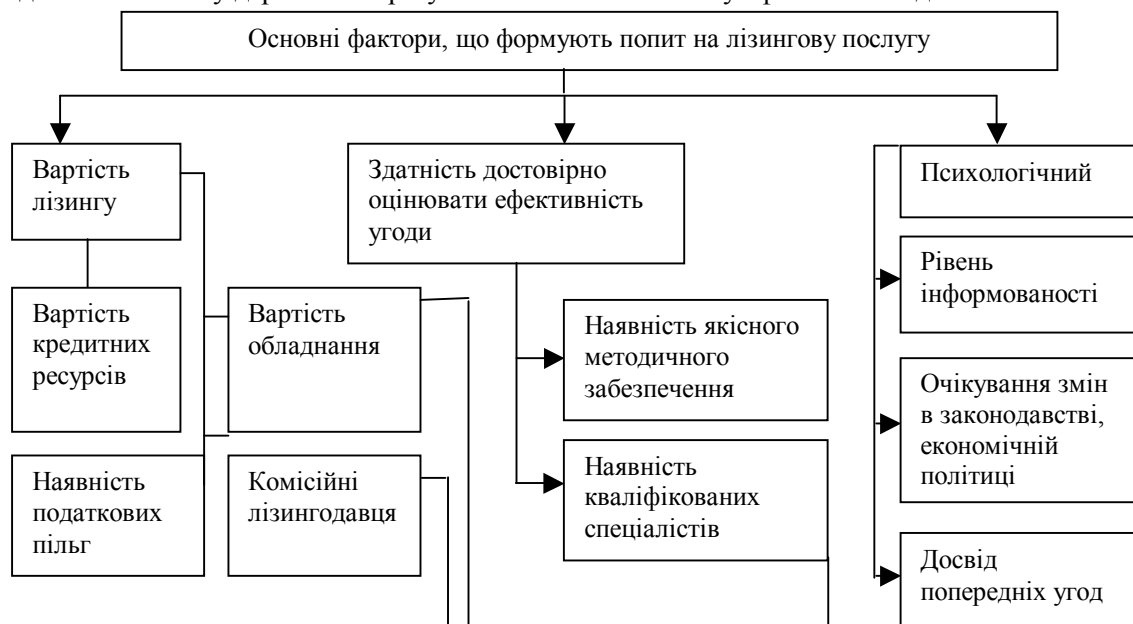 Основні фактори, що формують попит на лізингову послугу
Вартість
лізингу
Здатність достовірно
оцінювати ефективність
угоди
Психологічний
Рівень
інформованості
Вартість
кредитних
ресурсів
Вартість
обладнання
Наявність якісного
методичного
забезпечення
Очікування змін
в законодавстві,
економічній
політиці
Наявність
податкових
пільг
Комісійні
лізингодавця
Наявність
кваліфікованих
спеціалістів
Досвід
попередніх угод